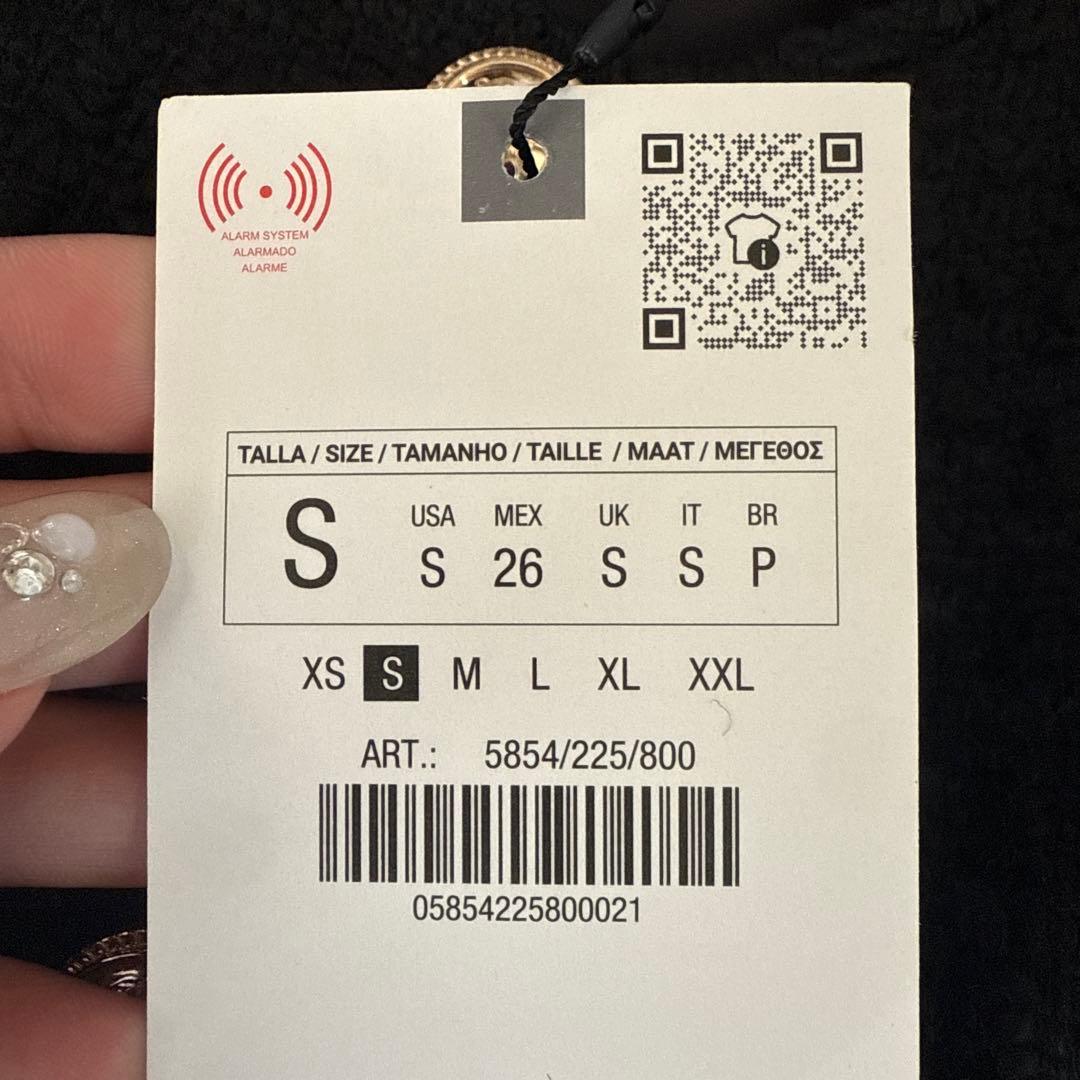 ALARM SYSTEM
ALARMADO
ALARME
TALLA / SIZE / TAMANHO / TAILLE / MAAT / ΜΕΓΕΘΟΣ
S
USA MEX UK IT BR
S 26 S S P
XS S M L XL XXL
ART.: 5854/225/800
05854225800021